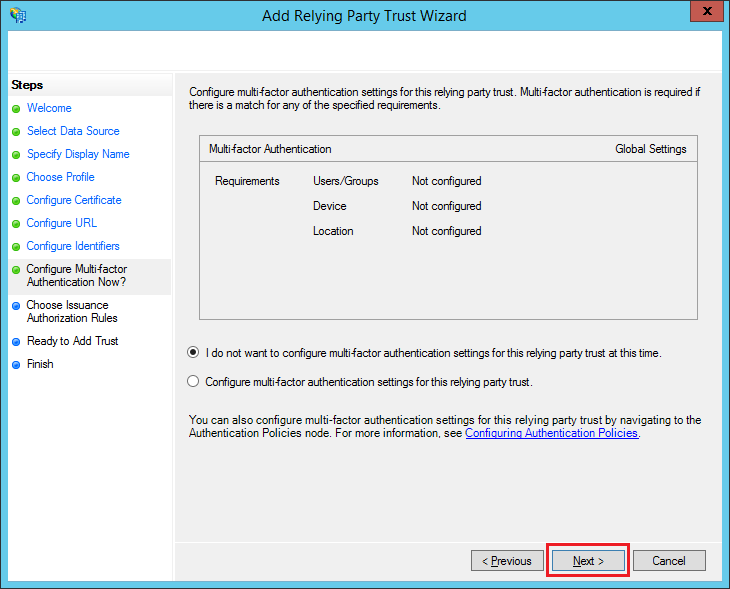 Add Relying Party Trust Wizard
Steps
Welcome
Select Data Source
Specify Display Name
Choose Profile
Configure Certificate
Configure URL
Configure Identifiers
Configure Multi-factor
Authentication Now?
Choose Issuance
Authorization Rules
Ready to Add Trust
Finish
Configure multi-factor authentication settings for this relying party trust. Multi-factor authentication is required if
there is a match for any of the specified requirements.
Multi-factor Authentication Global Settings
Requirements Users/Groups Not configured
Device Not configured
Location Not configured
I do not want to configure multi-factor authentication settings for this relying party trust at this time.
Configure multi-factor authentication settings for this relying party trust.
You can also configure multi-factor authentication settings for this relying party trust by navigating to the
Authentication Policies node. For more information, see Configuring Authentication Policies.
< Previous Next > Cancel